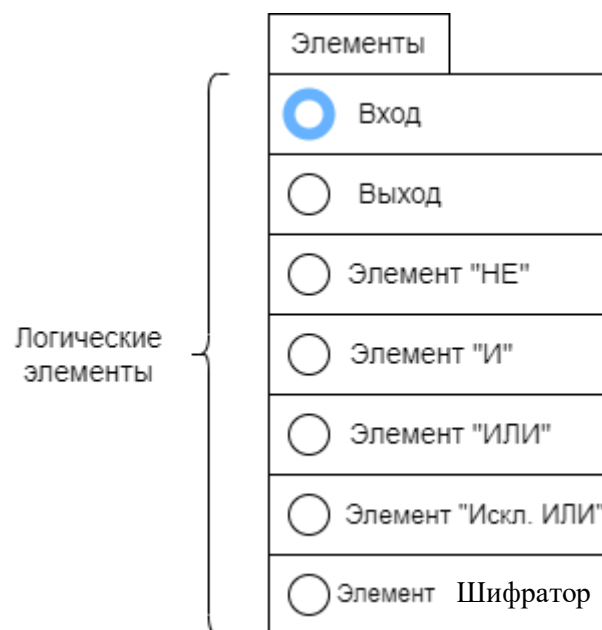 Элементы
Вход
Выход
Элемент "НЕ"
Элемент "И"
Логические
элементы
Элемент "ИЛИ"
Элемент "Искл. ИЛИ"
Элемент Шифратор